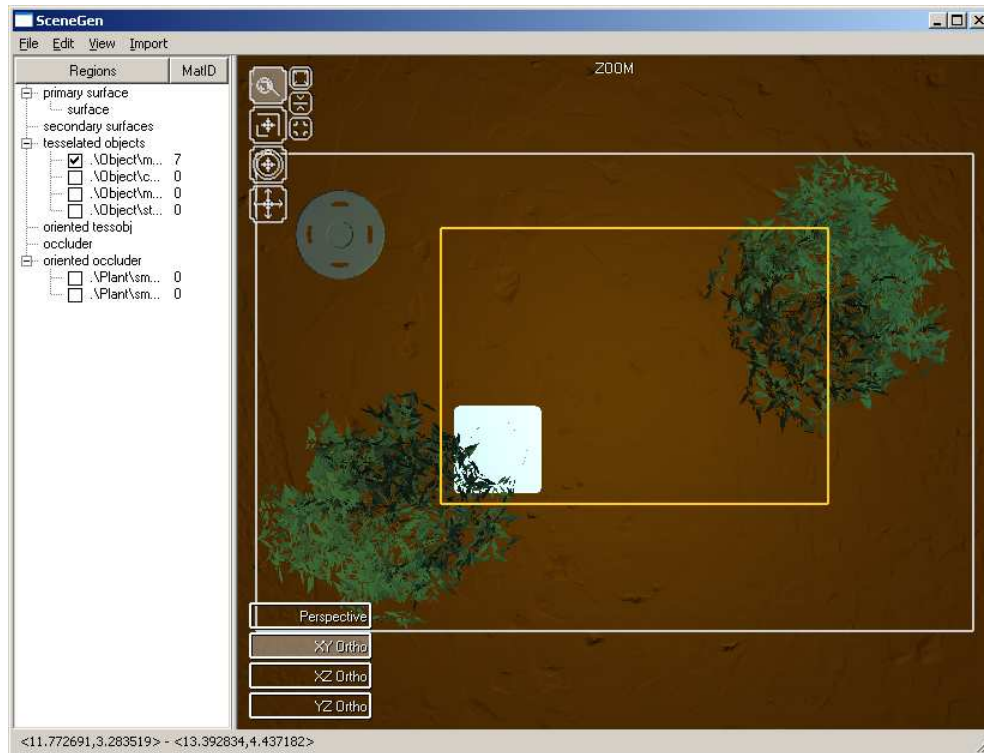 SceneGen
File Edit View Import
Regions MatID
ZOOM
primary surface
surface
secondary surfaces
tesselated objects
.\Object\m... 7
.\Object\c... 0
.\Object\m... 0
.\Object\st... 0
oriented tessobj
occluder
oriented occluder
.\Plant\sm... 0
.\Plant\sm... 0
Perspective
XY Ortho
XZ Ortho
YZ Ortho
<11.772691,3.283519> - <13.392834,4.437182>